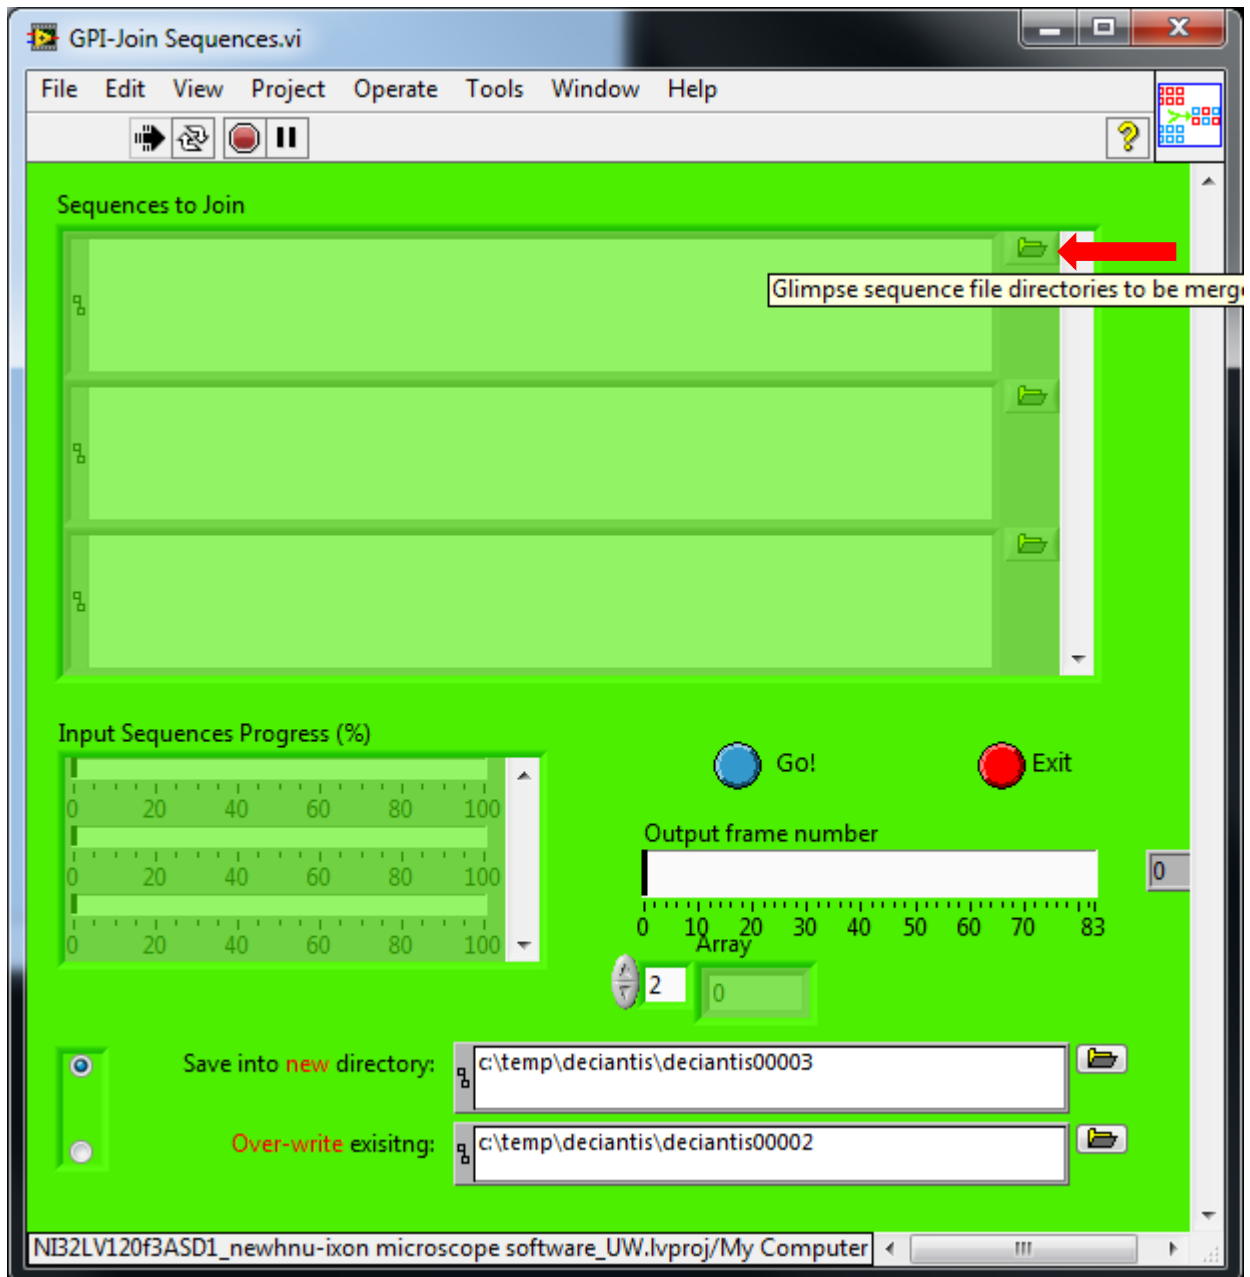 GPI-Join Sequences.vi
File Edit View Project Operate Tools Window Help
Sequences to Join
Glimpse sequence file directories to be merg
Input Sequences Progress (%)
0 20 40 60 80 100
0 20 40 60 80 100
0 20 40 60 80 100
Go!
Exit
Output frame number
0
0 10 20 30 40 50 60 70 83
Array
2 0
Save into new directory: c:\temp\deciantis\deciantis00003
Over-write exisitng: c:\temp\deciantis\deciantis00002
NI32LV120f3ASD1_newhnu-ixon microscope software_UW.lvproj/My Computer